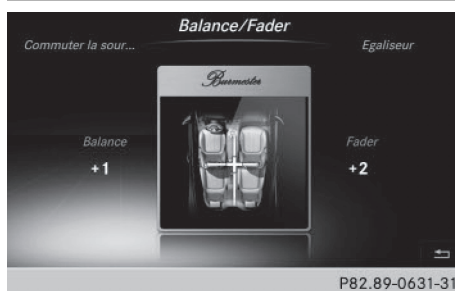 Balance/Fader
Commuter la sour...
Egaliseur
Burmester
Balance
Fader
+1
+2
P82.89-0631-31